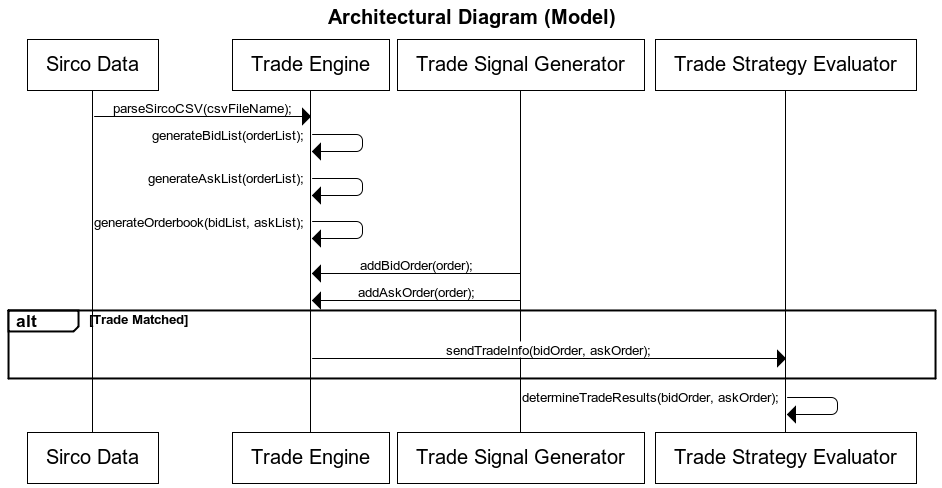 Architectural Diagram (Model)
Sirco Data
Trade Engine
Trade Signal Generator
Trade Strategy Evaluator
parseSircoCSV(csvFileName);
generateBidList(orderList);
generateAskList(orderList);
generateOrderbook(bidList, askList);
addBidOrder(order);
addAskOrder(order);
alt
[Trade Matched]
sendTradeInfo(bidOrder, askOrder);
determineTradeResults(bidOrder, askOrder);
Sirco Data
Trade Engine
Trade Signal Generator
Trade Strategy Evaluator